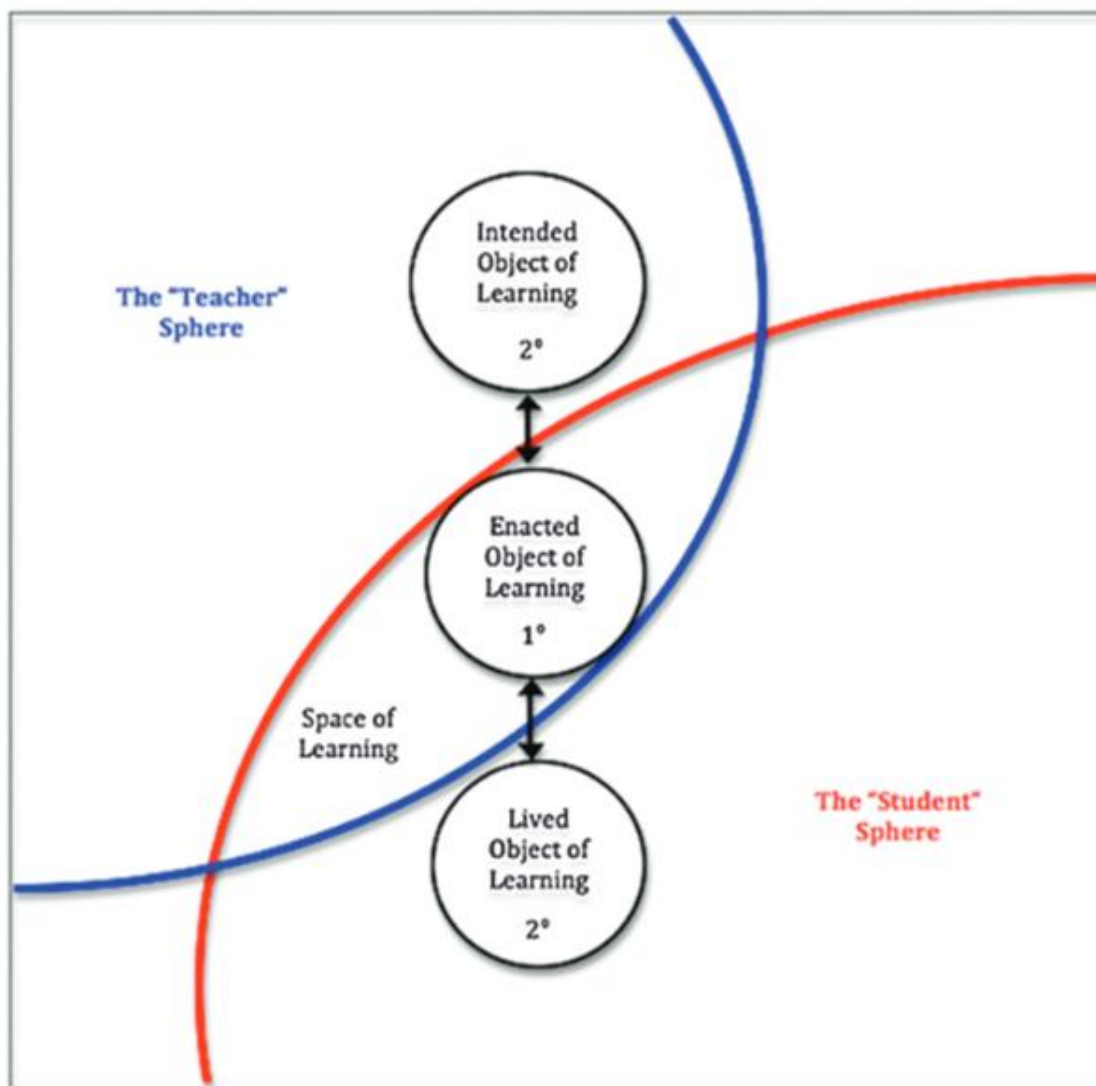 Intended
Object of
Learning
2°
The "Teacher"
Sphere
Enacted
Object of
Learning
1°
Space of
Learning
The "Student"
Sphere
Lived
Object of
Learning
2°